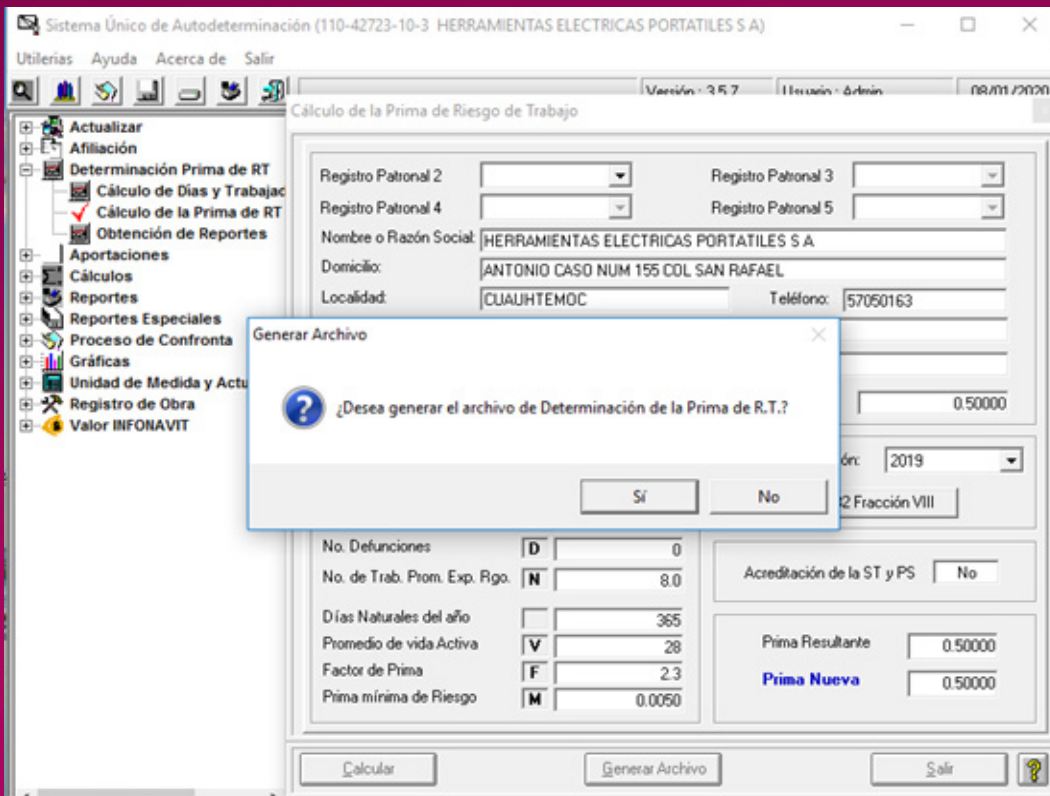 Sistema Único de Autodeterminación (110-42723-10-3 HERRAMIENTAS ELECTRICAS PORTATILES S A)
Utilerias Ayuda Acerca de Salir
Versión : 3.5.7 Usuario : Admin 08/01/2020
Cálculo de la Prima de Riesgo de Trabajo
Actualizar
Afiliación
Determinación Prima de RT
Cálculo de Días y Trabajad
Cálculo de la Prima de RT
Obtención de Reportes
Aportaciones
Cálculos
Reportes
Reportes Especiales
Proceso de Confronta
Gráficas
Unidad de Medida y Actu
Registro de Obra
Valor INFONAVIT
Registro Patronal 2 Registro Patronal 3
Registro Patronal 4 Registro Patronal 5
Nombre o Razón Social: HERRAMIENTAS ELECTRICAS PORTATILES S A
Domicilio: ANTONIO CASO NUM 155 COL SAN RAFAEL
Localidad: CUAUHTEMOC Teléfono: 57050163
0.50000
ón: 2019
2 Fracción VIII
Generar Archivo
¿Desea generar el archivo de Determinación de la Prima de R.T.?
Sí No
No. Defunciones D 0
No. de Trab. Prom. Exp. Rgo. N 8.0
Días Naturales del año 365
Promedio de vida Activa V 28
Factor de Prima F 2.3
Prima mínima de Riesgo M 0.0050
Acreditación de la ST y PS No
Prima Resultante 0.50000
Prima Nueva 0.50000
Calcular Generar Archivo Salir